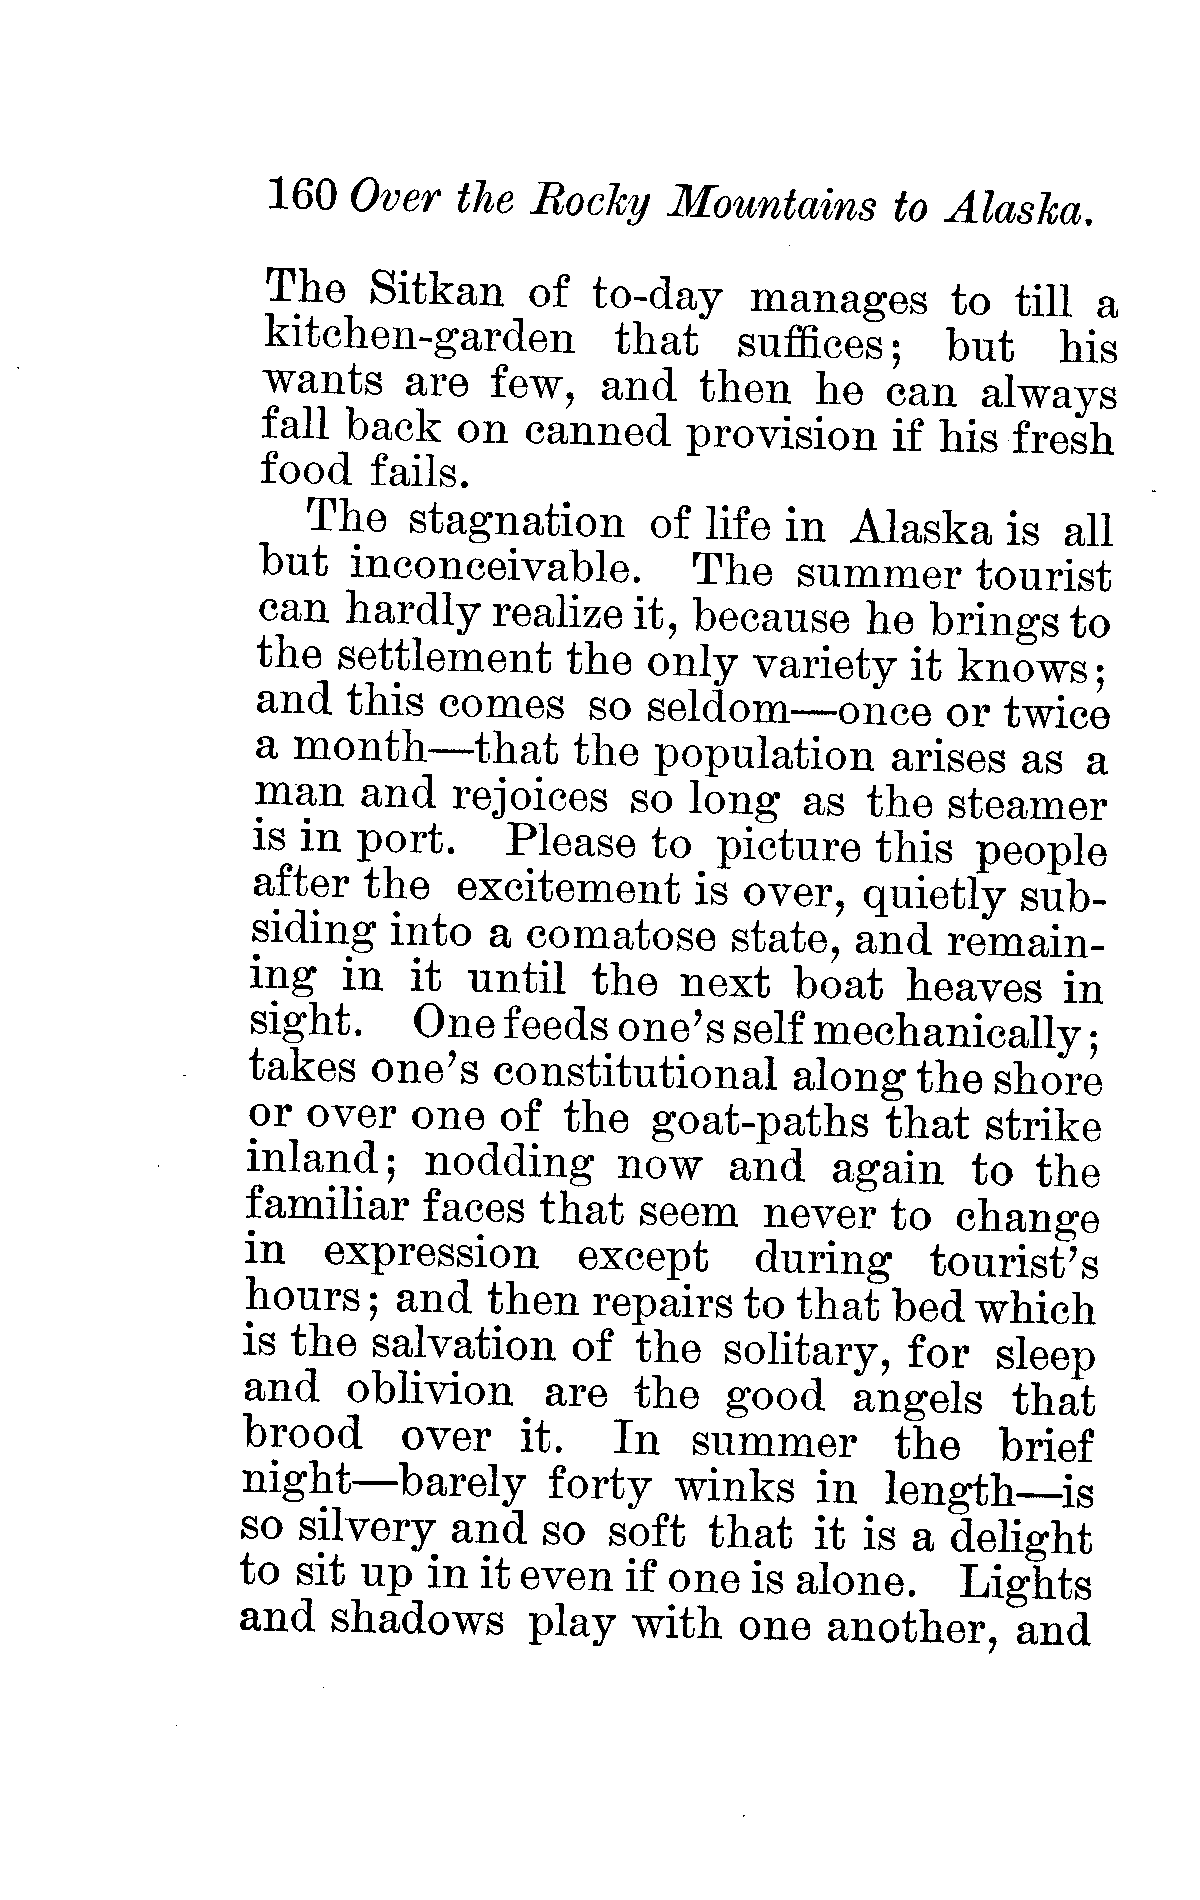 160 Over the Rocky Mountains to Alaska.
The Sitkan of to-day manages to till a
kitchen-garden that suffices; but his
wants are few, and then he can always
fall back on canned provision if his fresh
food fails.
The stagnation of life in Alaska is all
but inconceivable. The summer tourist
can hardly realize it, because he brings to
the settlement the only variety it knows;
and this comes so seldom—once or twice
a month—that the population arises as a
man and rejoices so long as the steamer
is in port. Please to picture this people
after the excitement is over, quietly sub-
siding into a comatose state, and remain-
ing in it until the next boat heaves in
sight. One feeds one's self mechanically;
takes one's constitutional along the shore
or over one of the goat-paths that strike
inland; nodding now and again to the
familiar faces that seem never to change
in expression except during tourist's
hours; and then repairs to that bed which
is the salvation of the solitary, for sleep
and oblivion are the good angels that
brood over it. In summer the brief
night—barely forty winks in length—is
so silvery and so soft that it is a delight
to sit up in it even if one is alone. Lights
and shadows play with one another, and